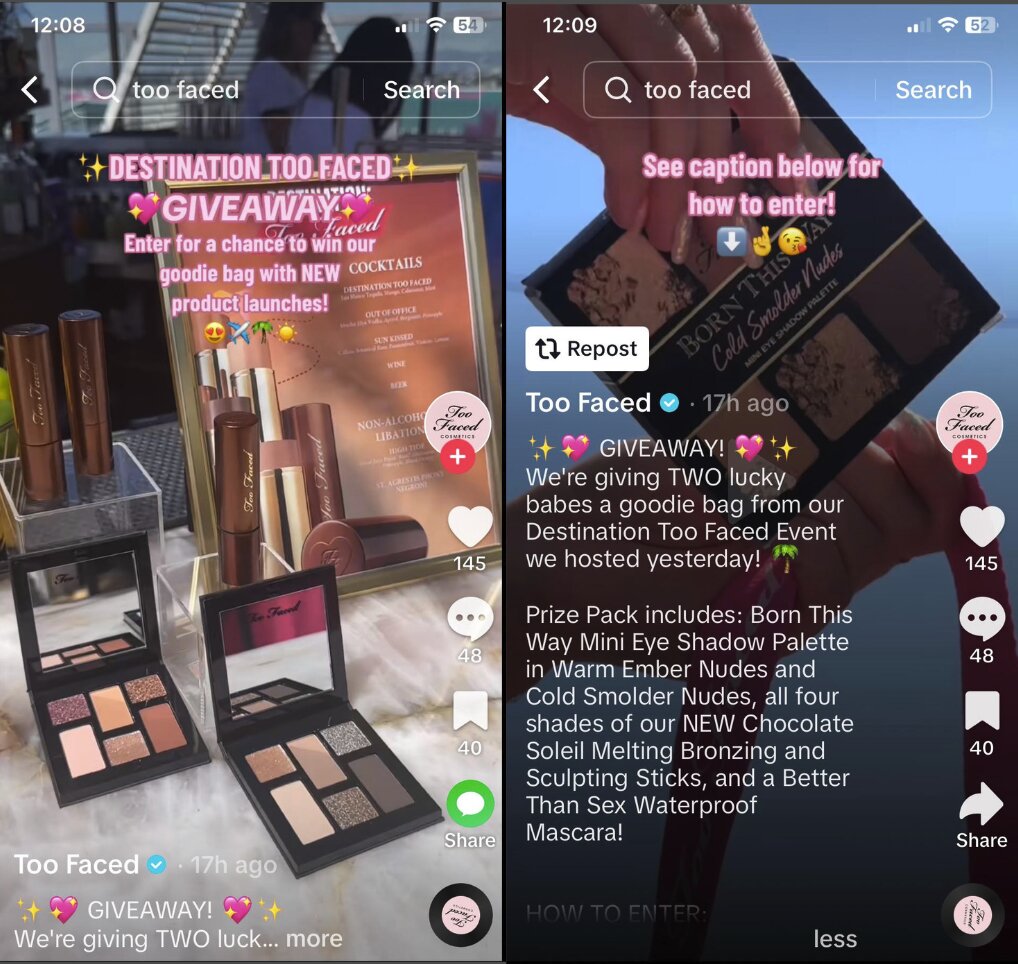 12:08
54
too faced
Search
✨DESTINATION TOO FACED✨
💖GIVEAWAY💖
Enter for a chance to win our
goodie bag with NEW
product launches!
😍✈️🌴☀️
DESTINATION:
Too Faced
COCKTAILS
DESTINATION TOO FACED
OUT OF OFFICE
SUN KISSED
WINE
BEER
NON-ALCOHO
LIBATION
HIGH TIDE
ST. AGRESTIS PHONY
NEGRONI
Too Faced
Too Faced
Too Faced
Too Faced
Too
Too Faced
Too
Faced
COSMETICS
145
48
40
Share
Too Faced
· 17h ago
✨💖 GIVEAWAY! 💖✨
We're giving TWO luck... more
12:09
52
too faced
Search
See caption below for
how to enter!
⬇️🤞😘
BORN THIS WAY
Cold Smolder Nudes
MINI EYE SHADOW PALETTE
Repost
Too Faced
· 17h ago
Too
Faced
COSMETICS
✨💖 GIVEAWAY! 💖✨
We're giving TWO lucky
babes a goodie bag from our
Destination Too Faced Event
we hosted yesterday! 🌴
Prize Pack includes: Born This
Way Mini Eye Shadow Palette
in Warm Ember Nudes and
Cold Smolder Nudes, all four
shades of our NEW Chocolate
Soleil Melting Bronzing and
Sculpting Sticks, and a Better
Than Sex Waterproof
Mascara!
HOW TO ENTER:
less
145
48
40
Share